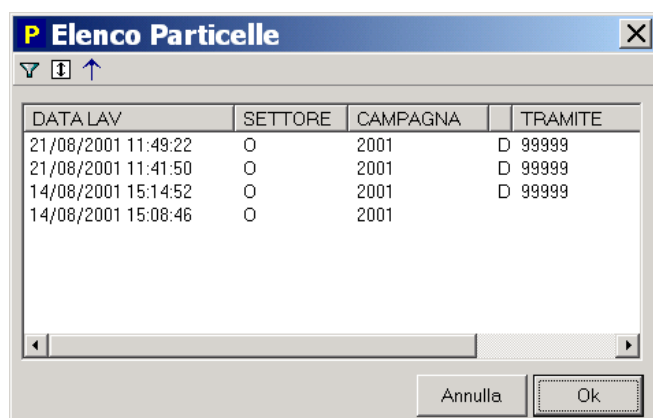 P Elenco Particelle
DATA LAV SETTORE CAMPAGNA TRAMITE
21/08/2001 11:49:22 O 2001 D 99999
21/08/2001 11:41:50 O 2001 D 99999
14/08/2001 15:14:52 O 2001 D 99999
14/08/2001 15:08:46 O 2001
Annulla Ok